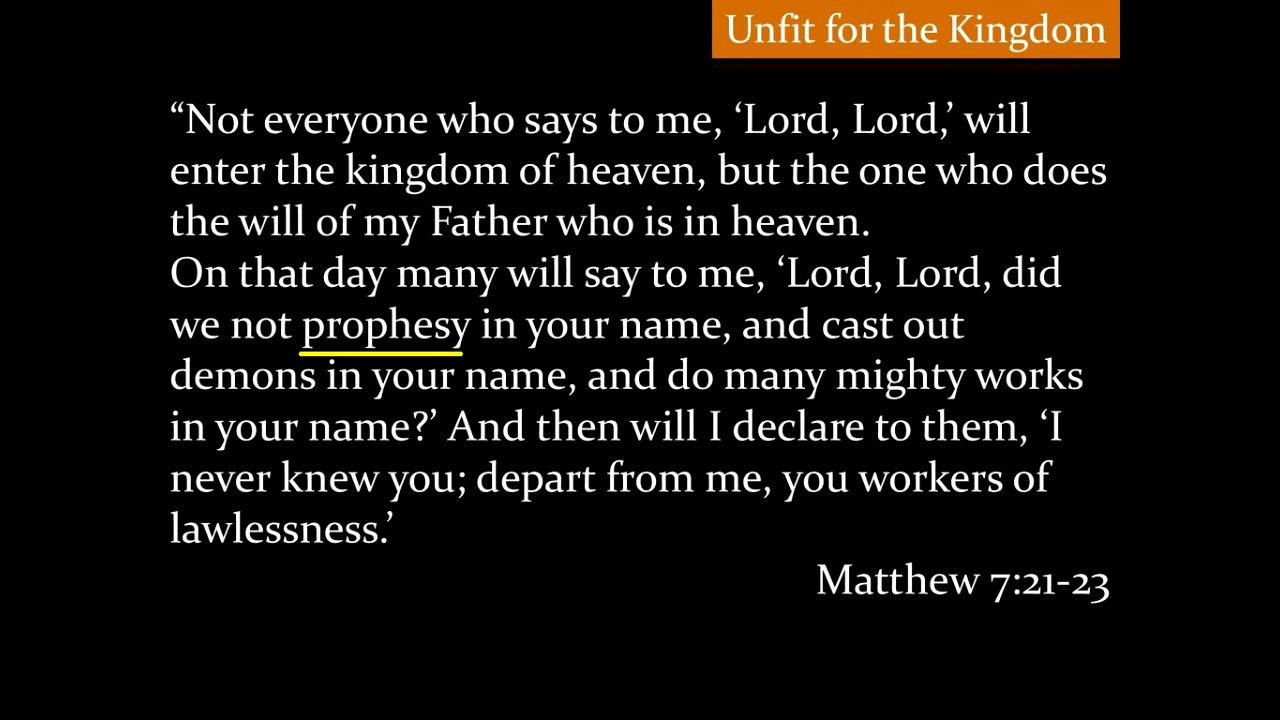 Unfit for the Kingdom
“Not everyone who says to me, ‘Lord, Lord,’ will
enter the kingdom of heaven, but the one who does
the will of my Father who is in heaven.
On that day many will say to me, ‘Lord, Lord, did
we not prophesy in your name, and cast out
demons in your name, and do many mighty works
in your name?’ And then will I declare to them, ‘I
never knew you; depart from me, you workers of
lawlessness.’
Matthew 7:21-23